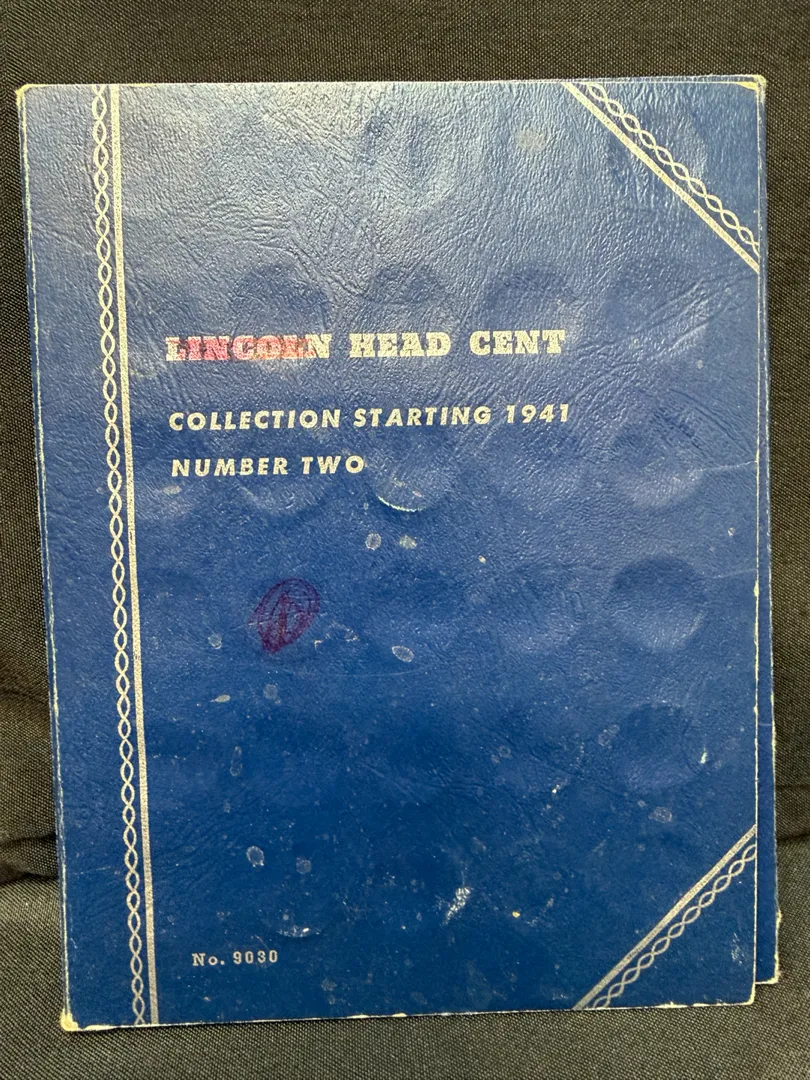 LINCOLN HEAD CENT
COLLECTION STARTING 1941
NUMBER TWO
No. 9030